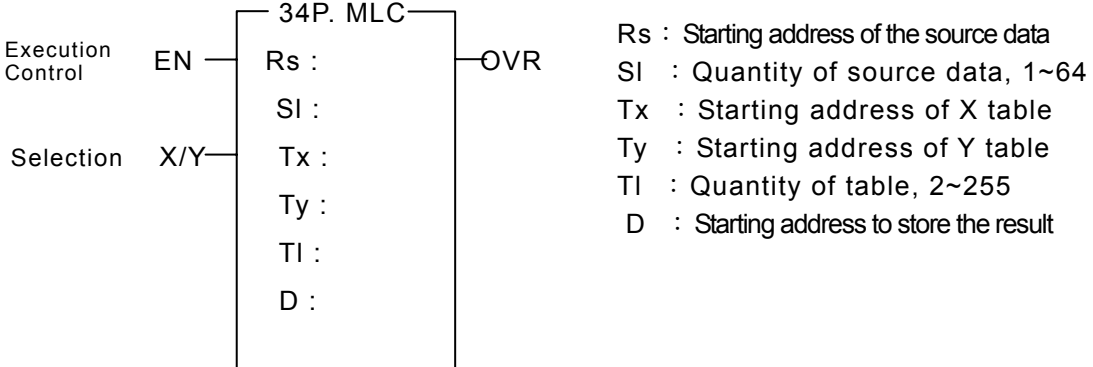 34P. MLC
Execution
Control
EN
Rs :
OVR
Sl :
Selection
X/Y
Tx :
Ty :
Tl :
D :
Rs : Starting address of the source data
Sl : Quantity of source data, 1~64
Tx : Starting address of X table
Ty : Starting address of Y table
Tl : Quantity of table, 2~255
D : Starting address to store the result